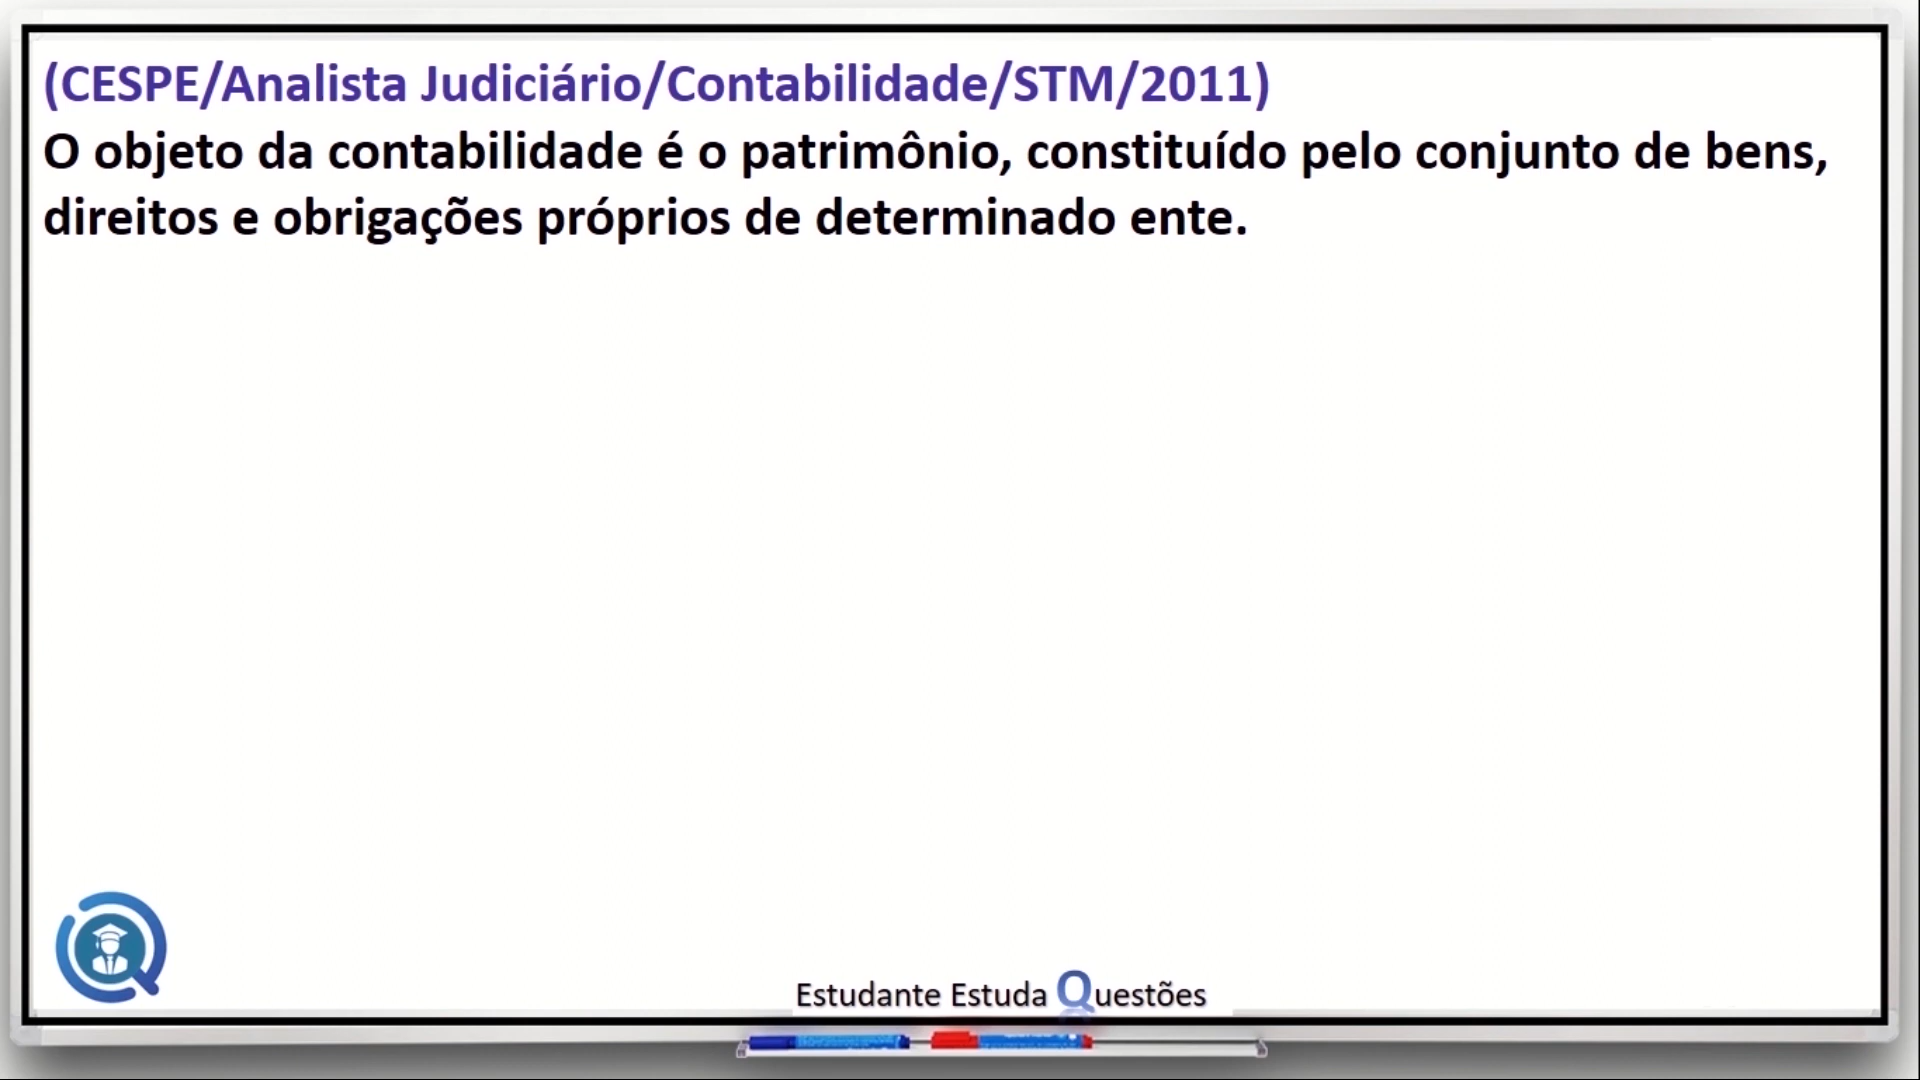 (CESPE/Analista Judiciário/Contabilidade/STM/2011)
O objeto da contabilidade é o patrimônio, constituído pelo conjunto de bens,
direitos e obrigações próprios de determinado ente.
Estudante Estuda Questões